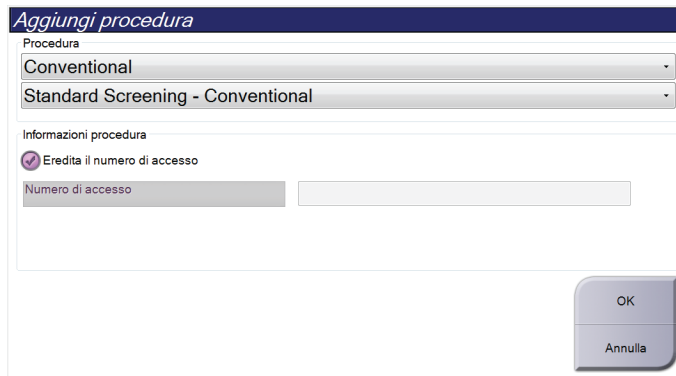 Aggiungi procedura
Procedura
Conventional
Standard Screening - Conventional
Informazioni procedura
Eredita il numero di accesso
Numero di accesso
OK
Annulla